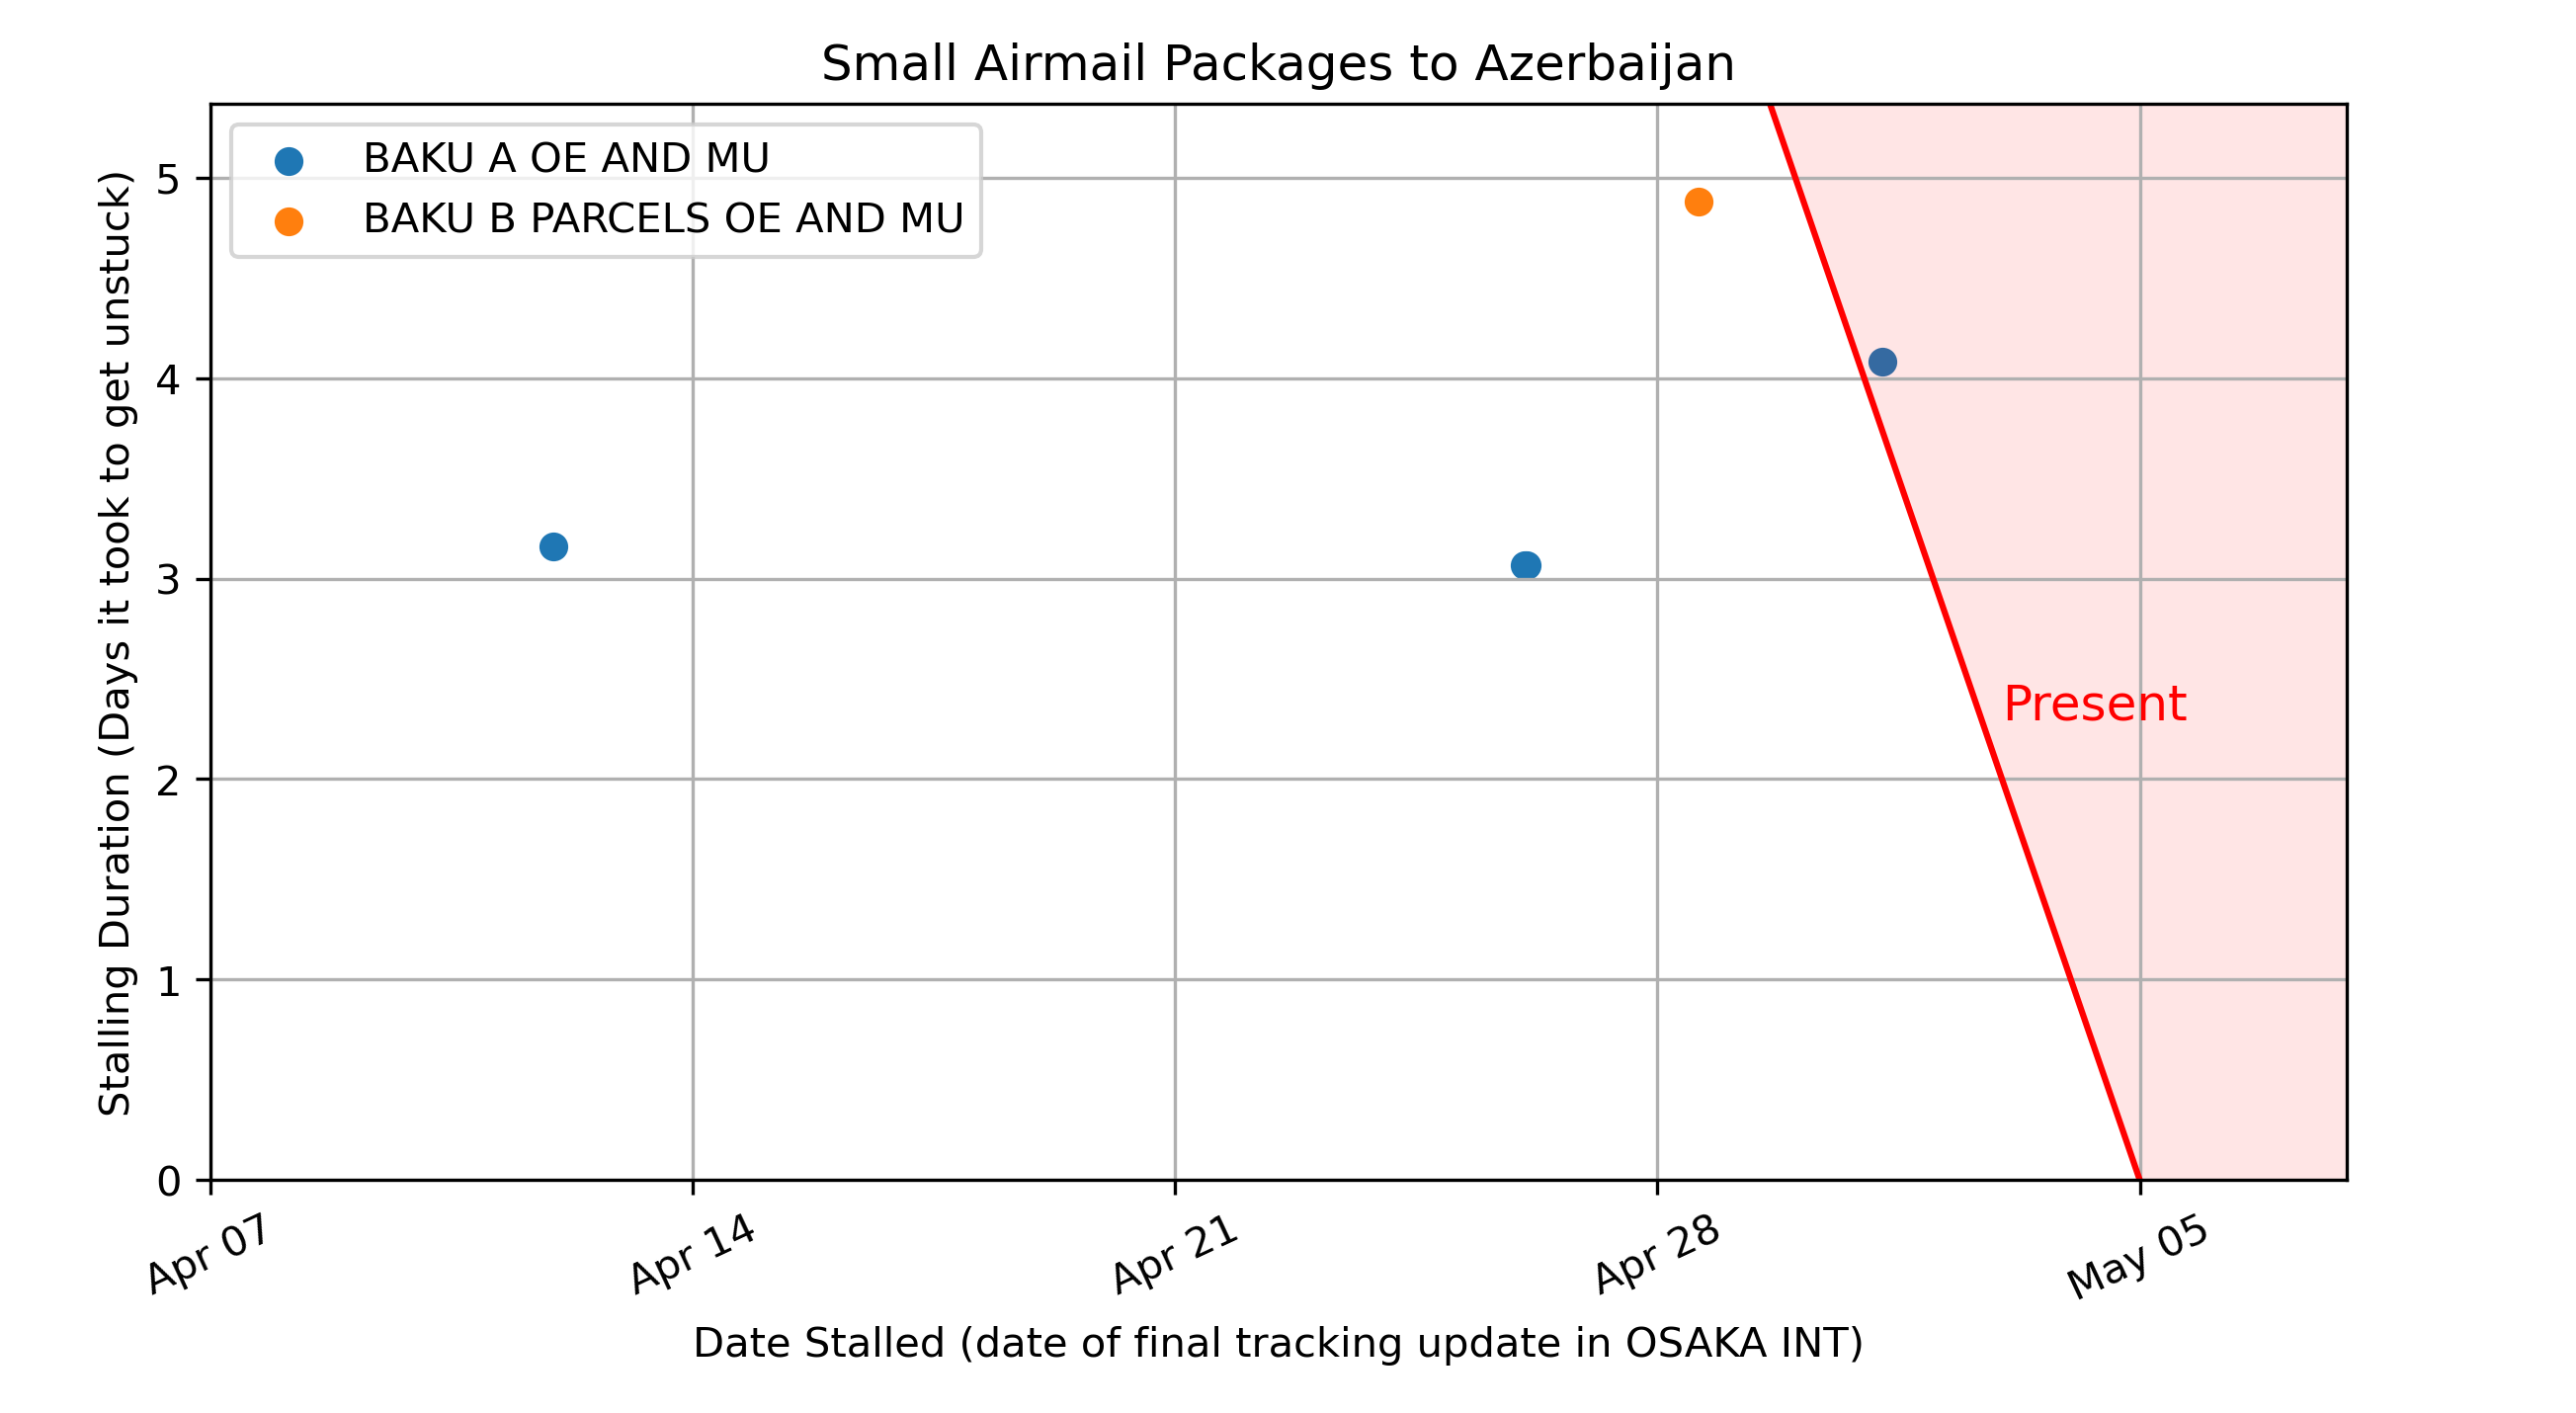 Small Airmail Packages to Azerbaijan
BAKU A OE AND MU
BAKU B PARCELS OE AND MU
Stalling Duration (Days it took to get unstuck)
5
4
3
2
1
0
Present
Apr 07
Apr 14
Apr 21
Apr 28
May 05
Date Stalled (date of final tracking update in OSAKA INT)